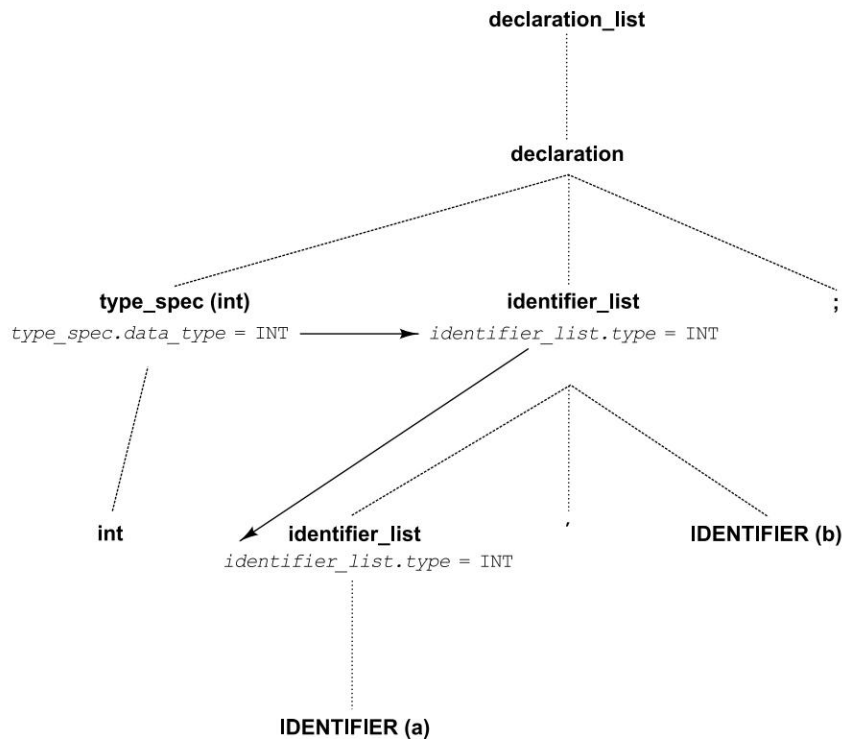 declaration_list
declaration
type_spec (int)
identifier_list
;
type_spec.data_type = INT
identifier_list.type = INT
int
identifier_list
,
IDENTIFIER (b)
identifier_list.type = INT
IDENTIFIER (a)